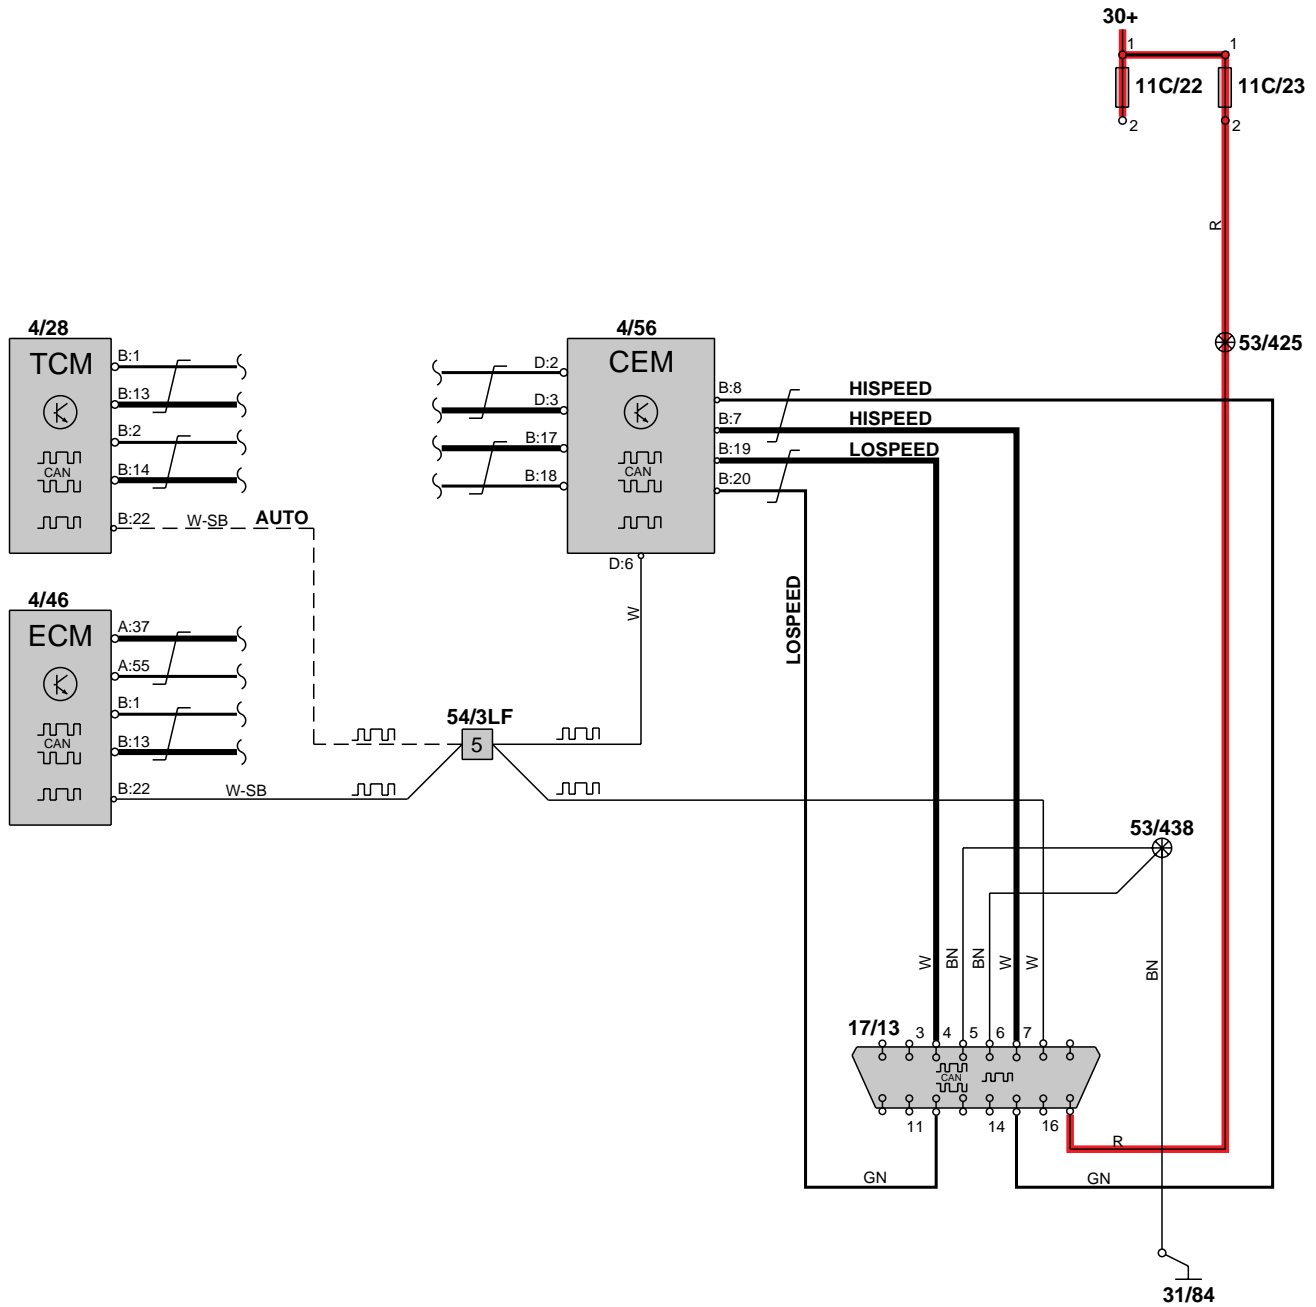 30+
1
1
11C/22
11C/23
2
2
R
53/425
4/28
TCM
CAN
B:1
B:13
B:2
B:14
B:22
W-SB
AUTO
4/56
CEM
CAN
D:2
D:3
B:17
B:18
B:8
B:7
B:19
B:20
HISPEED
HISPEED
LOSPEED
D:6
W
LOSPEED
4/46
ECM
CAN
A:37
A:55
B:1
B:13
B:22
W-SB
54/3LF
5
53/438
W
BN
BN
W
W
BN
17/13
3
4
5
6
7
CAN
11
14
16
R
GN
GN
31/84